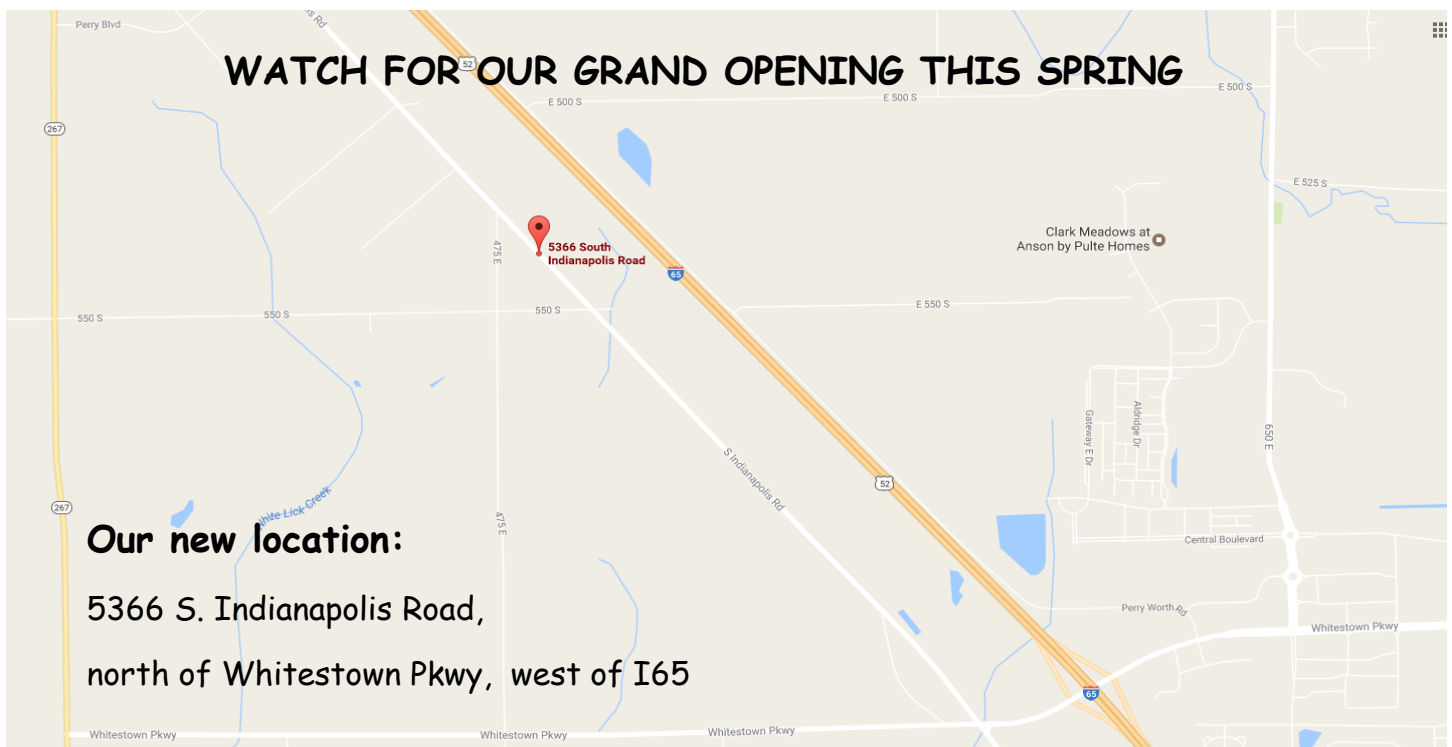 Perry Blvd
is Rd
52
WATCH FOR OUR GRAND OPENING THIS SPRING
E 500 S
E 500 S
E 500 S
267
E 525 S
475 E
5366 South
Indianapolis Road
65
Clark Meadows at
Anson by Pulte Homes
550 S
550 S
550 S
E 550 S
Gateway E Dr
Aldridge Dr
650 E
S Indianapolis Rd
52
267
White Lick Creek
475 E
Our new location:
Central Boulevard
5366 S. Indianapolis Road,
Perry Worth Rd
Whitestown Pkwy
north of Whitestown Pkwy, west of I65
65
Whitestown Pkwy
Whitestown Pkwy
Whitestown Pkwy